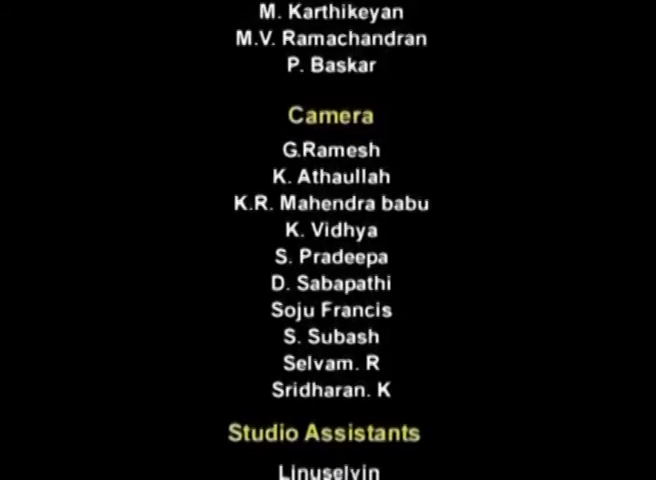 M. Karthikeyan
M.V. Ramachandran
P. Baskar
Camera
G.Ramesh
K. Athaullah
K.R. Mahendra babu
K. Vidhya
S. Pradeepa
D. Sabapathi
Soju Francis
S. Subash
Selvam. R
Sridharan. K
Studio Assistants
Linuselvin